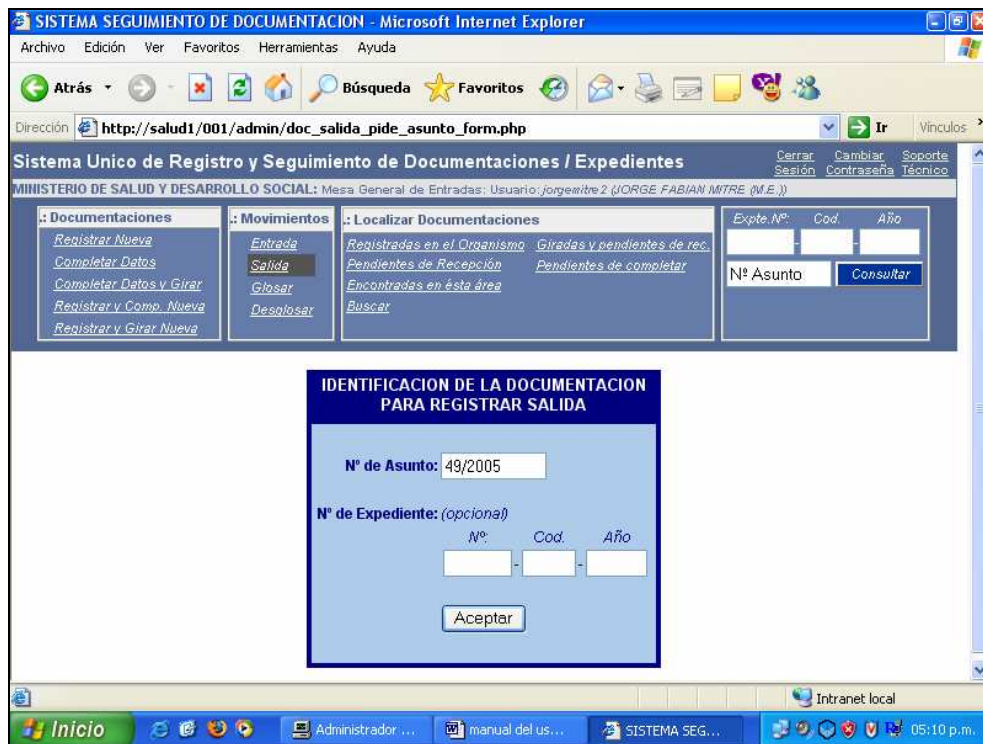 SISTEMA SEGUIMIENTO DE DOCUMENTACION - Microsoft Internet Explorer
Archivo Edición Ver Favoritos Herramientas Ayuda
Atrás Búsqueda Favoritos
Dirección http://salud1/001/admin/doc_salida_pide_asunto_form.php Ir Vínculos »
Sistema Unico de Registro y Seguimiento de Documentaciones / Expedientes
Cerrar Sesión Cambiar Contraseña Soporte Técnico
MINISTERIO DE SALUD Y DESARROLLO SOCIAL: Mesa General de Entradas: Usuario: jorgemitre2 (JORGE FABIAN MITRE (M.E.))
.: Documentaciones
Registrar Nueva
Completar Datos
Completar Datos y Girar
Registrar y Comp. Nueva
Registrar y Girar Nueva
.: Movimientos
Entrada
Salida
Glosar
Desglosar
.: Localizar Documentaciones
Registradas en el Organismo Giradas y pendientes de rec.
Pendientes de Recepción Pendientes de completar
Encontradas en ésta área
Buscar
Expte.Nº: Cod. Año
- -
Nº Asunto Consultar
IDENTIFICACION DE LA DOCUMENTACION
PARA REGISTRAR SALIDA
Nº de Asunto: 49/2005
Nº de Expediente: (opcional)
Nº: Cod. Año
- -
Aceptar
Intranet local
Inicio Administrador ... manual del us... SISTEMA SEG... 05:10 p.m.